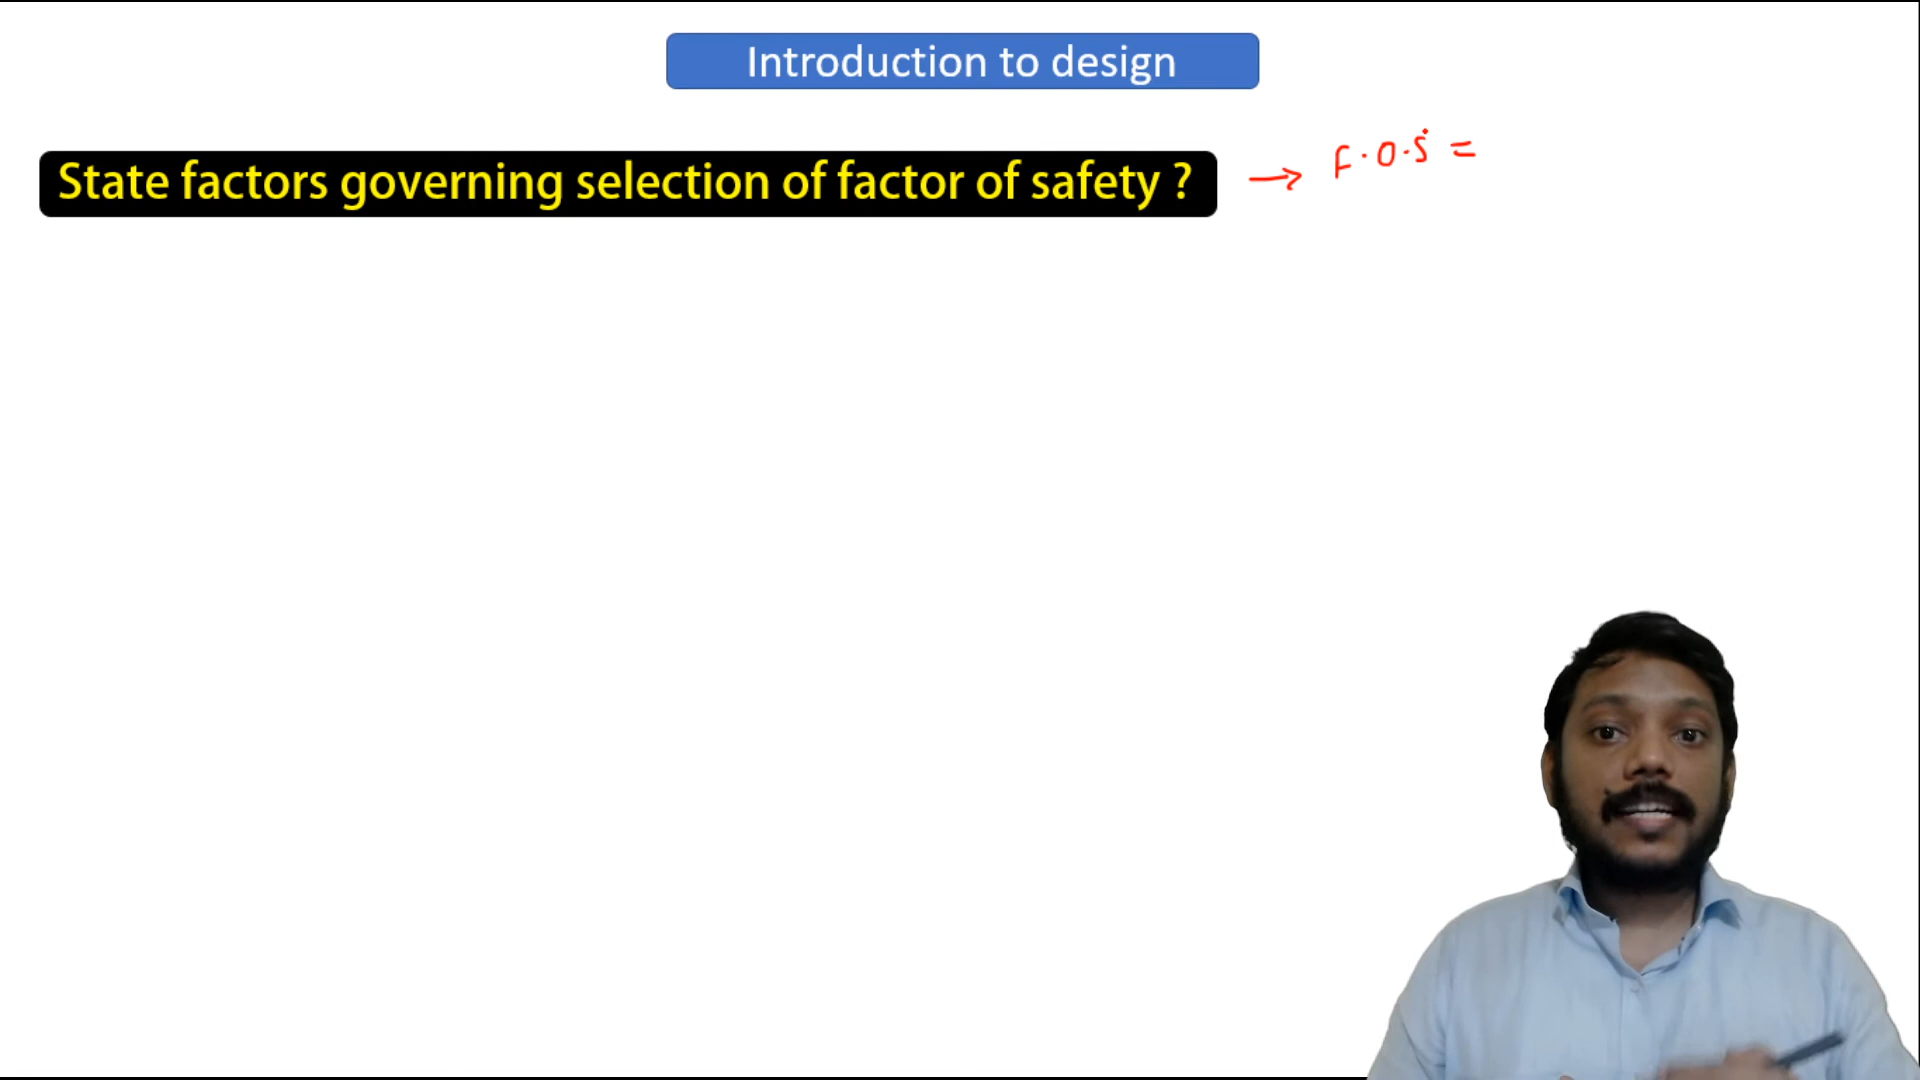 Introduction to design
State factors governing selection of factor of safety ? → F.O.S =